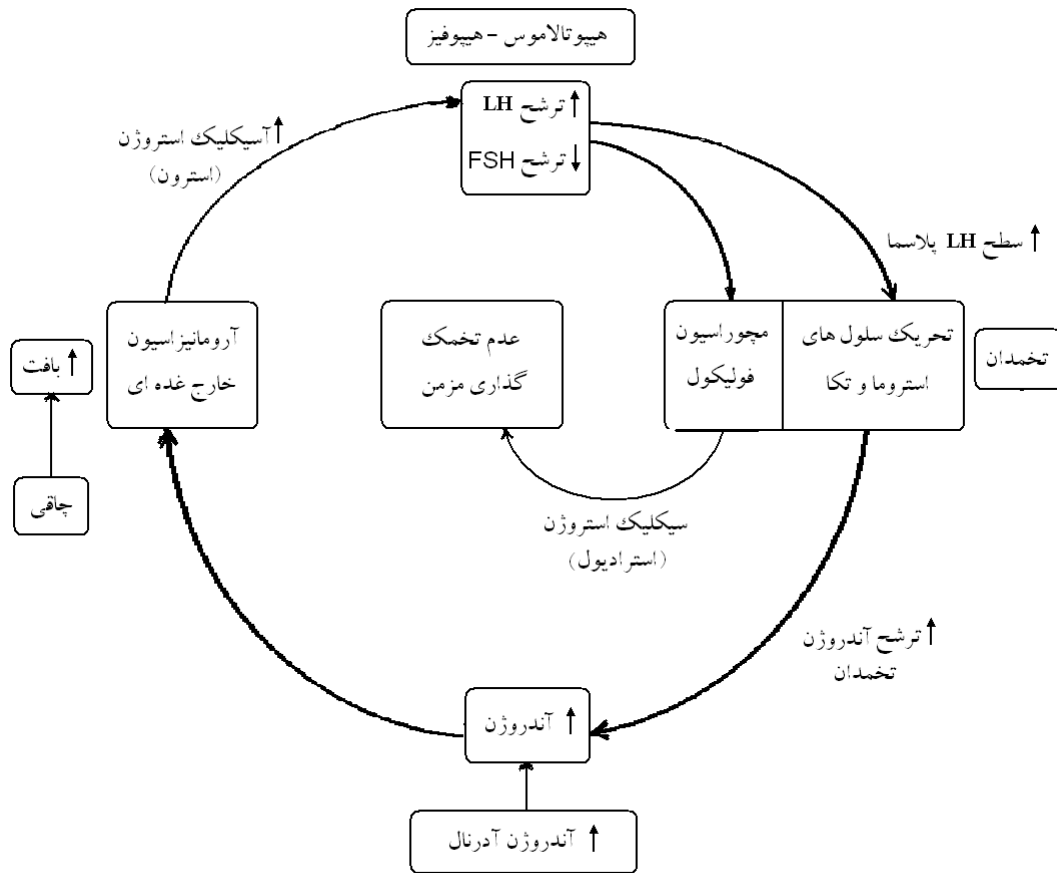 هیپوتالاموس - هیپوفیز
↑ ترشح LH
↓ ترشح FSH
↑ آسیکلیک استروژن
(استرون)
↑ سطح LH پلاسما
تحریک سلول های
استروما و تکا
مچوراسیون
فولیکول
تخمدان
عدم تخمک
گذاری مزمن
آرومانیزاسیون
خارج غده ای
↑ بافت
چاقی
سیکلیک استروژن
(استرادیول)
↑ ترشح آندروژن
تخمدان
↑ آندروژن
↑ آندروژن آدرنال